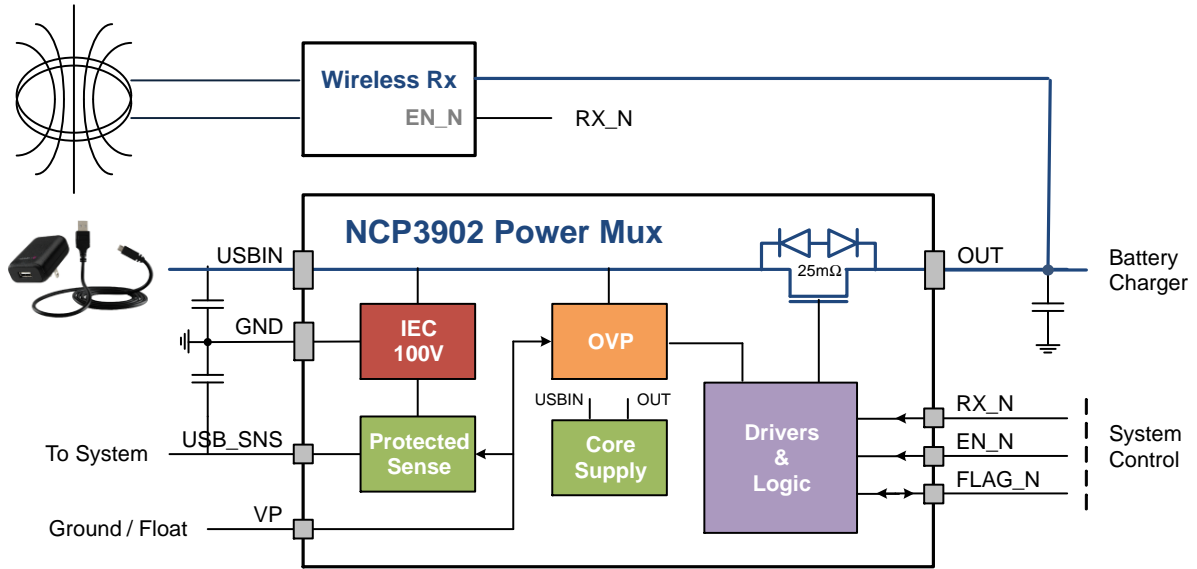 Wireless Rx
EN_N
RX_N
NCP3902 Power Mux
USBIN
OUT
25mΩ
Battery
Charger
GND
IEC
100V
OVP
USBIN
OUT
RX_N
USB_SNS
Protected
Sense
Core
Supply
Drivers
&
Logic
EN_N
System
Control
To System
FLAG_N
VP
Ground / Float